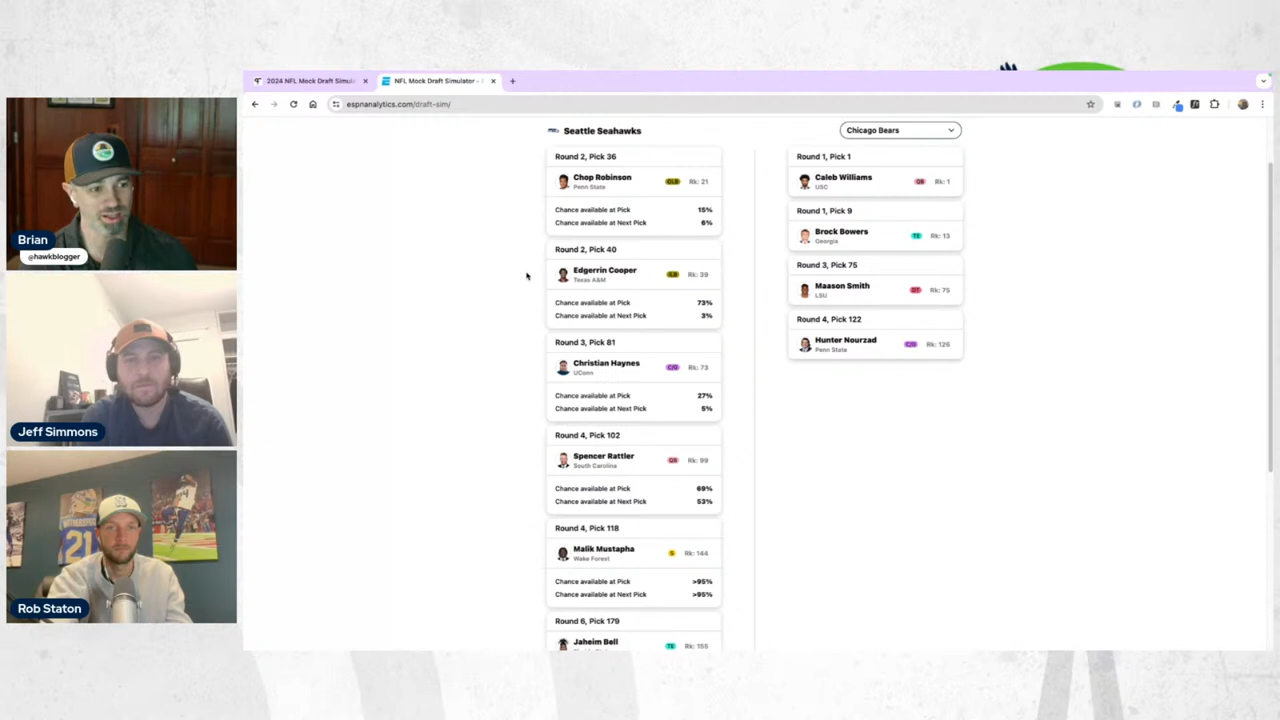 2024 NFL Mock Draft Simula
NFL Mock Draft Simulator -
espnanalytics.com/draft-sim/
Brian
@hawkblogger
Jeff Simmons
21
Rob Staton
Seattle Seahawks
Round 2, Pick 36
Chop Robinson
OLB
Rk: 21
Penn State
Chance available at Pick
15%
Chance available at Next Pick
6%
Round 2, Pick 40
Edgerrin Cooper
Rk: 39
Texas A&M
Chance available at Pick
73%
Chance available at Next Pick
3%
Round 3, Pick 81
Christian Haynes
C/G
Rk: 73
UConn
Chance available at Pick
27%
Chance available at Next Pick
5%
Round 4, Pick 102
Spencer Rattler
QB
Rk: 99
South Carolina
Chance available at Pick
69%
Chance available at Next Pick
53%
Round 4, Pick 118
Malik Mustapha
S
Rk: 144
Wake Forest
Chance available at Pick
>95%
Chance available at Next Pick
>95%
Round 6, Pick 179
Jaheim Bell
TE
Rk: 155
Chicago Bears
Round 1, Pick 1
Caleb Williams
QB
Rk: 1
USC
Round 1, Pick 9
Brock Bowers
TE
Rk: 13
Georgia
Round 3, Pick 75
Maason Smith
DT
Rk: 75
LSU
Round 4, Pick 122
Hunter Nourzad
C/G
Rk: 126
Penn State